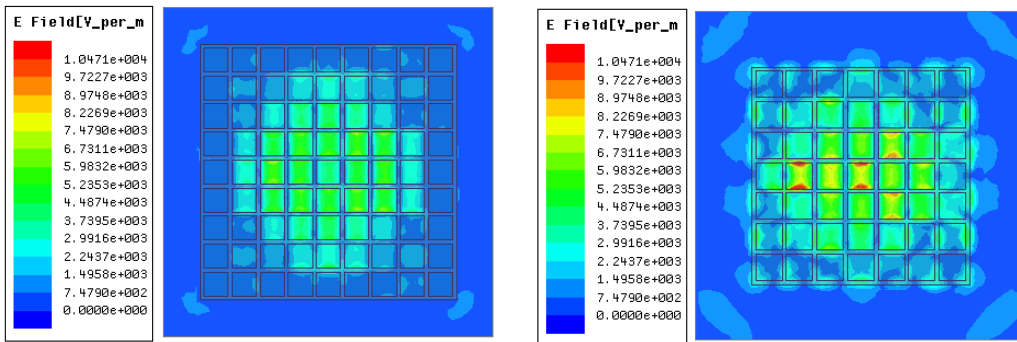 E Field[V_per_m
1.0471e+004
9.7227e+003
8.9748e+003
8.2269e+003
7.4790e+003
6.7311e+003
5.9832e+003
5.2353e+003
4.4874e+003
3.7395e+003
2.9916e+003
2.2437e+003
1.4958e+003
7.4790e+002
0.0000e+000
E Field[V_per_m
1.0471e+004
9.7227e+003
8.9748e+003
8.2269e+003
7.4790e+003
6.7311e+003
5.9832e+003
5.2353e+003
4.4874e+003
3.7395e+003
2.9916e+003
2.2437e+003
1.4958e+003
7.4790e+002
0.0000e+000